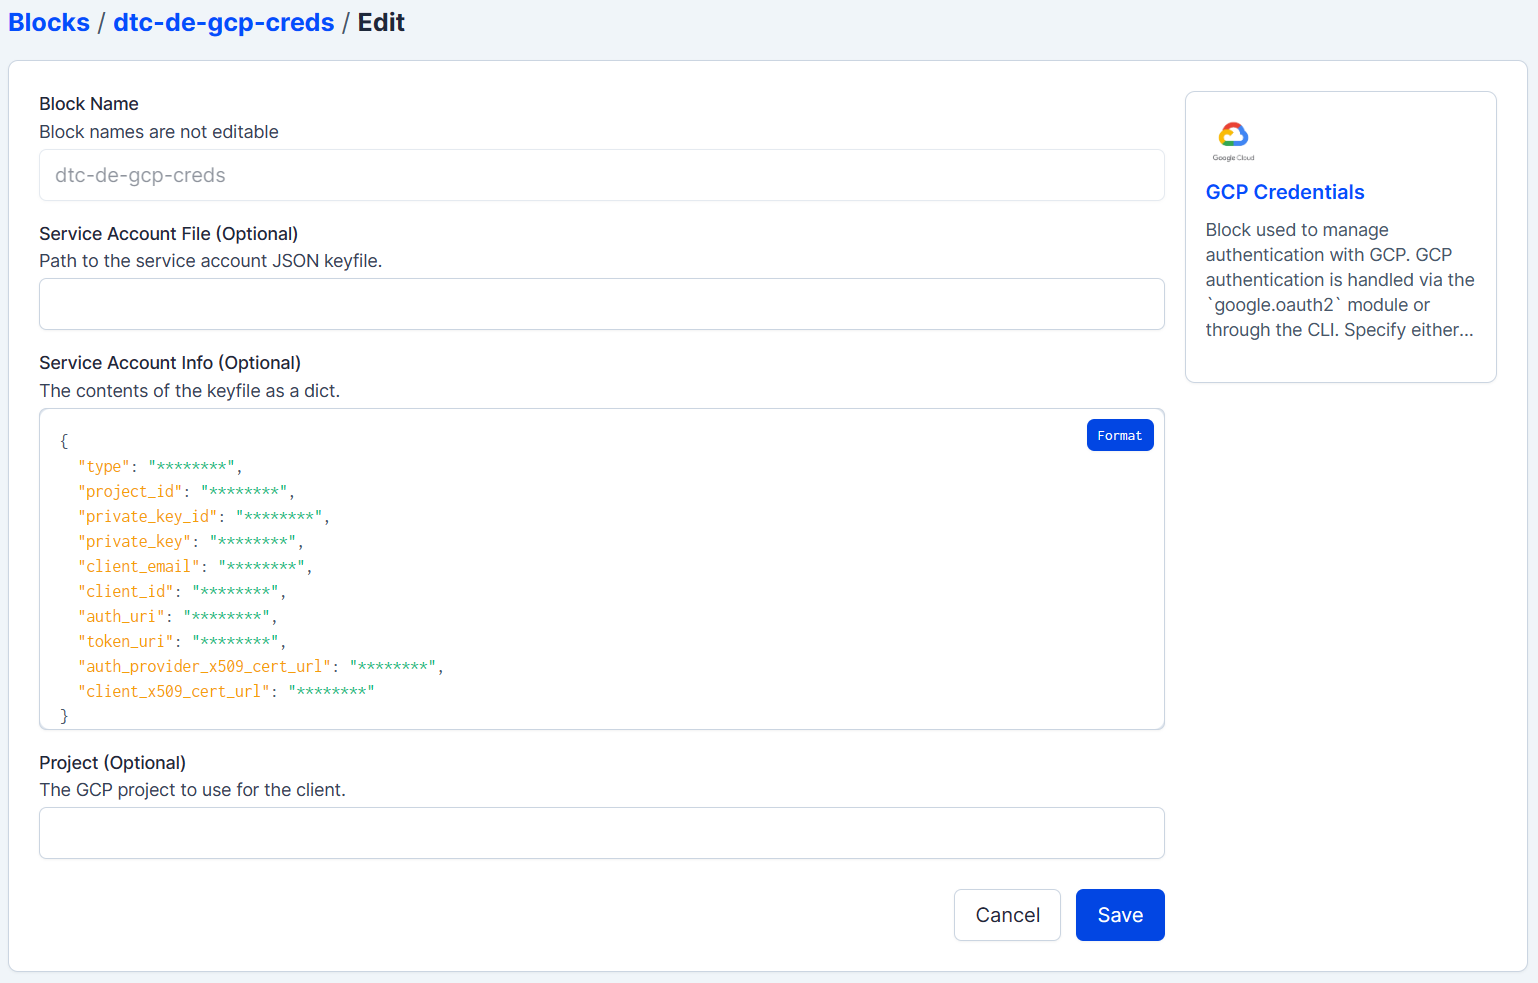 Blocks / dtc-de-gcp-creds / Edit
Block Name
Block names are not editable
dtc-de-gcp-creds
Service Account File (Optional)
Path to the service account JSON keyfile.
Service Account Info (Optional)
The contents of the keyfile as a dict.
Format
{
  "type": "********",
  "project_id": "********",
  "private_key_id": "********",
  "private_key": "********",
  "client_email": "********",
  "client_id": "********",
  "auth_uri": "********",
  "token_uri": "********",
  "auth_provider_x509_cert_url": "********",
  "client_x509_cert_url": "********"
}
Project (Optional)
The GCP project to use for the client.
Cancel
Save
Google Cloud
GCP Credentials
Block used to manage
authentication with GCP. GCP
authentication is handled via the
`google.oauth2` module or
through the CLI. Specify either...